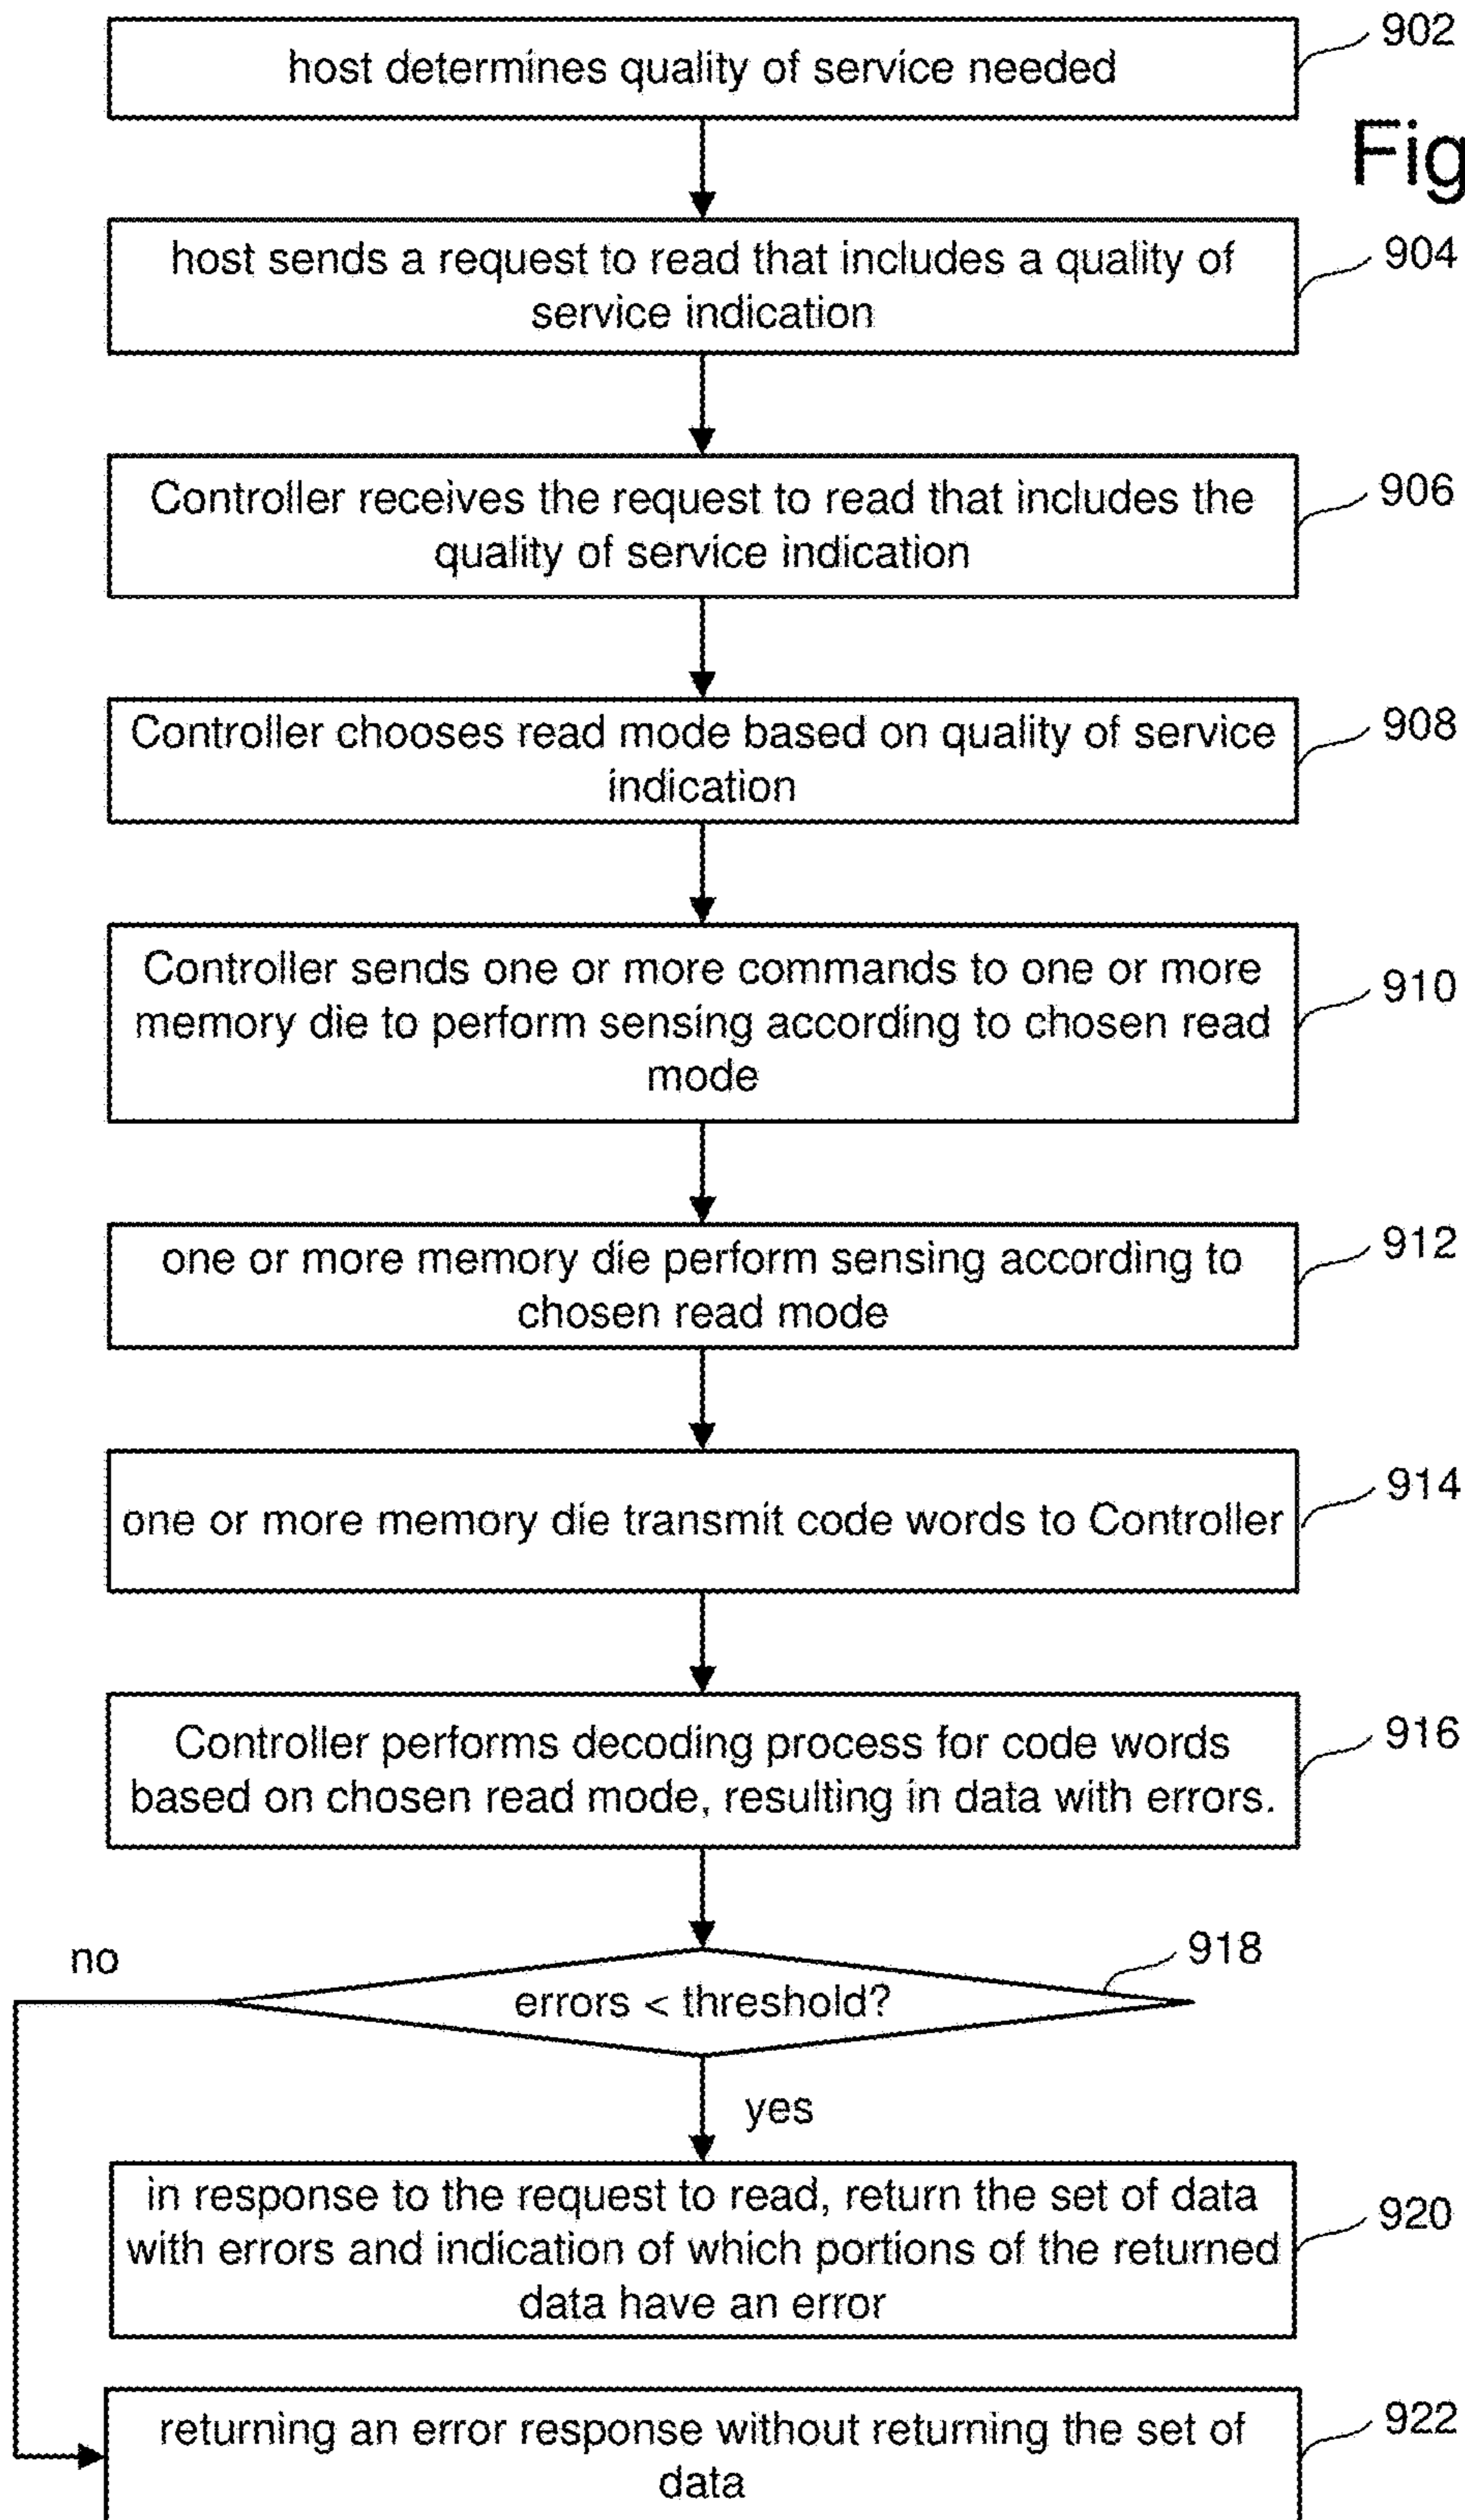 host determines quality of service needed
902
Fig
host sends a request to read that includes a quality of
service indication
904
Controller receives the request to read that includes the
quality of service indication
906
Controller chooses read mode based on quality of service
indication
908
Controller sends one or more commands to one or more
memory die to perform sensing according to chosen read
mode
910
one or more memory die perform sensing according to
chosen read mode
912
one or more memory die transmit code words to Controller
914
Controller performs decoding process for code words
based on chosen read mode, resulting in data with errors.
916
no
918
errors < threshold?
yes
in response to the request to read, return the set of data
with errors and indication of which portions of the returned
data have an error
920
returning an error response without returning the set of
data
922